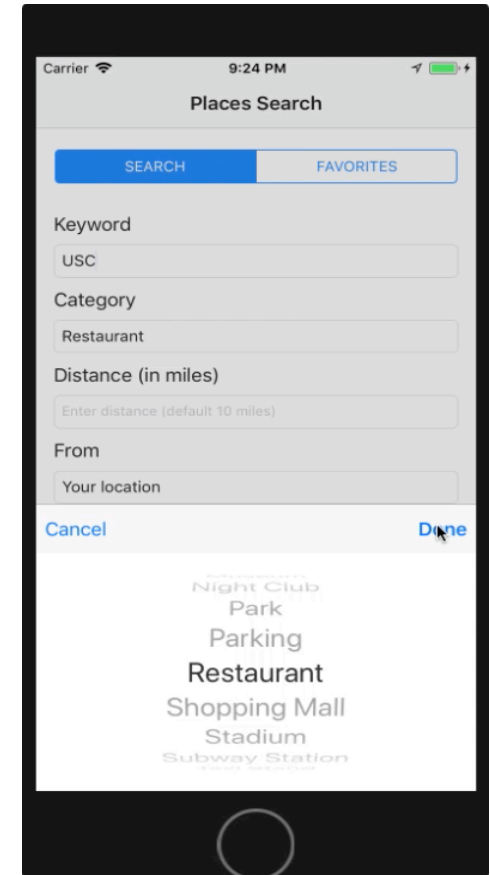 Carrier 9:24 PM
Places Search
SEARCH FAVORITES
Keyword
USC
Category
Restaurant
Distance (in miles)
Enter distance (default 10 miles)
From
Your location
Cancel Done
Museum
Night Club
Park
Parking
Restaurant
Shopping Mall
Stadium
Subway Station